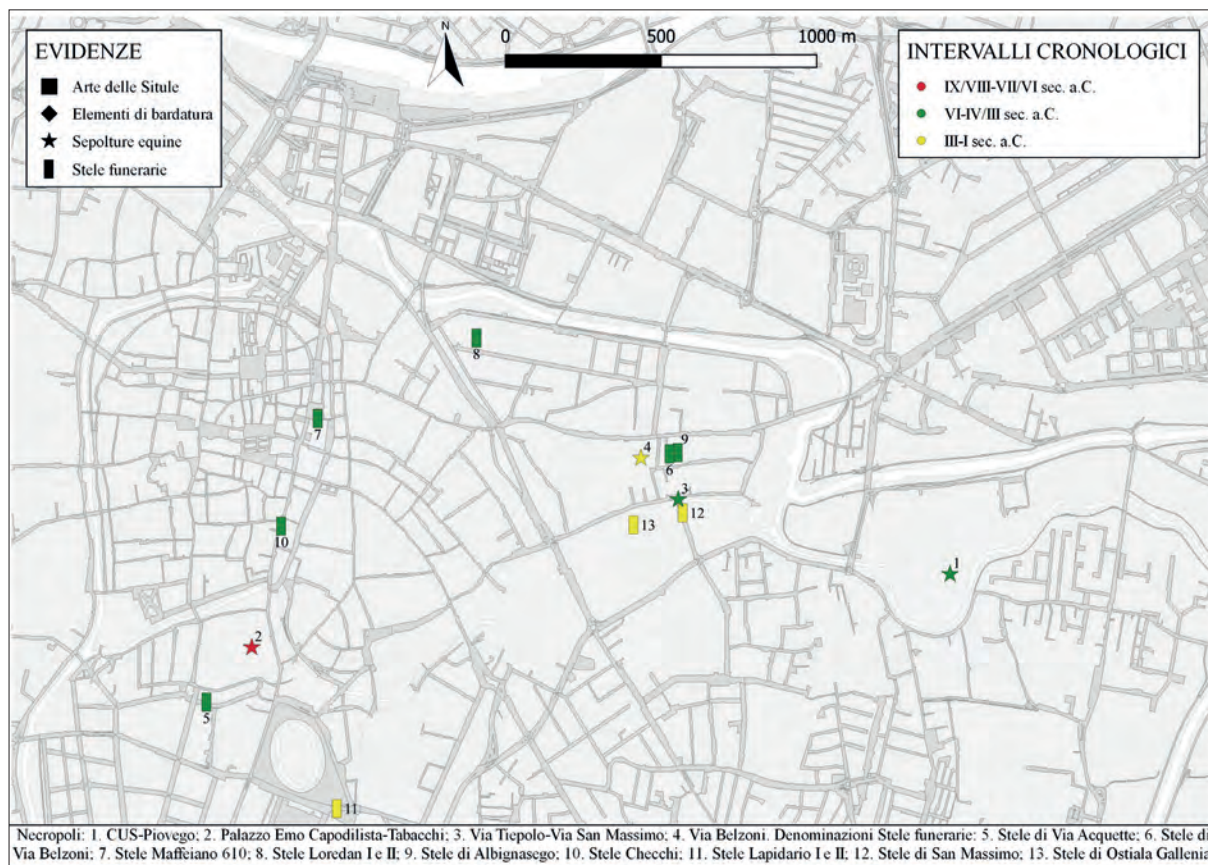 EVIDENZE
Arte delle Situle
Elementi di bardatura
Sepolture equine
Stele funerarie
N
0 500 1000 m
INTERVALLI CRONOLOGICI
IX/VIII-VII/VI sec. a.C.
VI-IV/III sec. a.C.
III-I sec. a.C.
8
7
4
9
6
3
12
13
10
1
2
5
11
Necropoli: 1. CUS-Piovego; 2. Palazzo Emo Capodilista-Tabacchi; 3. Via Tiepolo-Via San Massimo; 4. Via Belzoni. Denominazioni Stele funerarie: 5. Stele di Via Acquette; 6. Stele di
Via Belzoni; 7. Stele Maffeiano 610; 8. Stele Loredan I e II; 9. Stele di Albignasego; 10. Stele Checchi; 11. Stele Lapidario I e II; 12. Stele di San Massimo; 13. Stele di Ostiala Gallenia